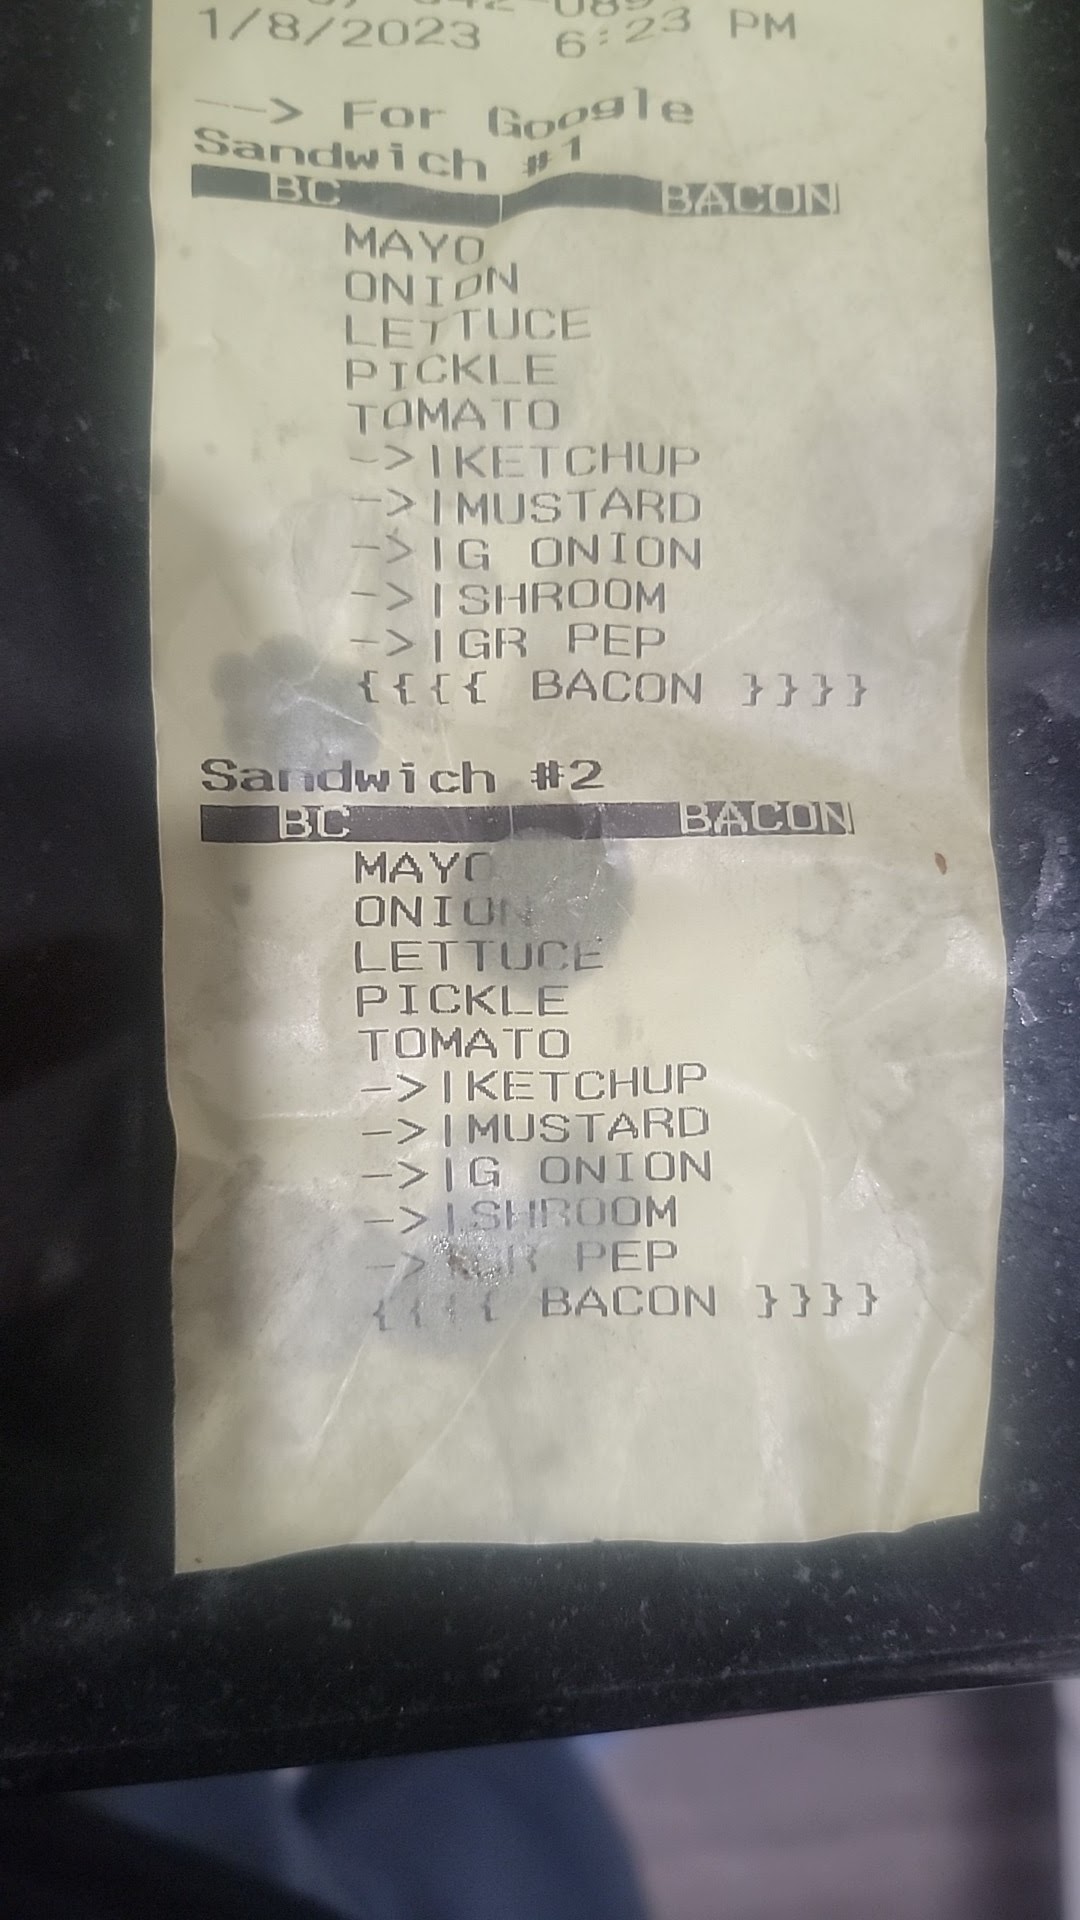 1/8/2023 6:23 PM
--> For Google
Sandwich #1
BC BACON
MAYO
ONION
LETTUCE
PICKLE
TOMATO
->|KETCHUP
->|MUSTARD
->|G ONION
->|SHROOM
->|GR PEP
{{{{ BACON }}}}
Sandwich #2
BC BACON
MAYO
ONION
LETTUCE
PICKLE
TOMATO
->|KETCHUP
->|MUSTARD
->|G ONION
->|SHROOM
->|GR PEP
{{{{ BACON }}}}